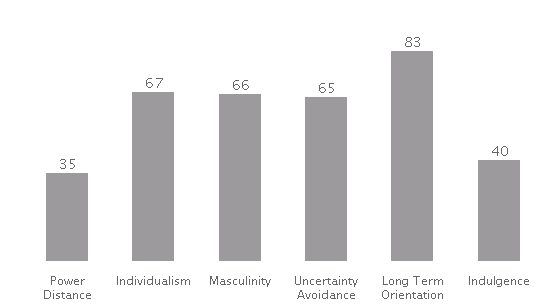 35
67
66
65
83
40
Power
Distance
Individualism
Masculinity
Uncertainty
Avoidance
Long Term
Orientation
Indulgence